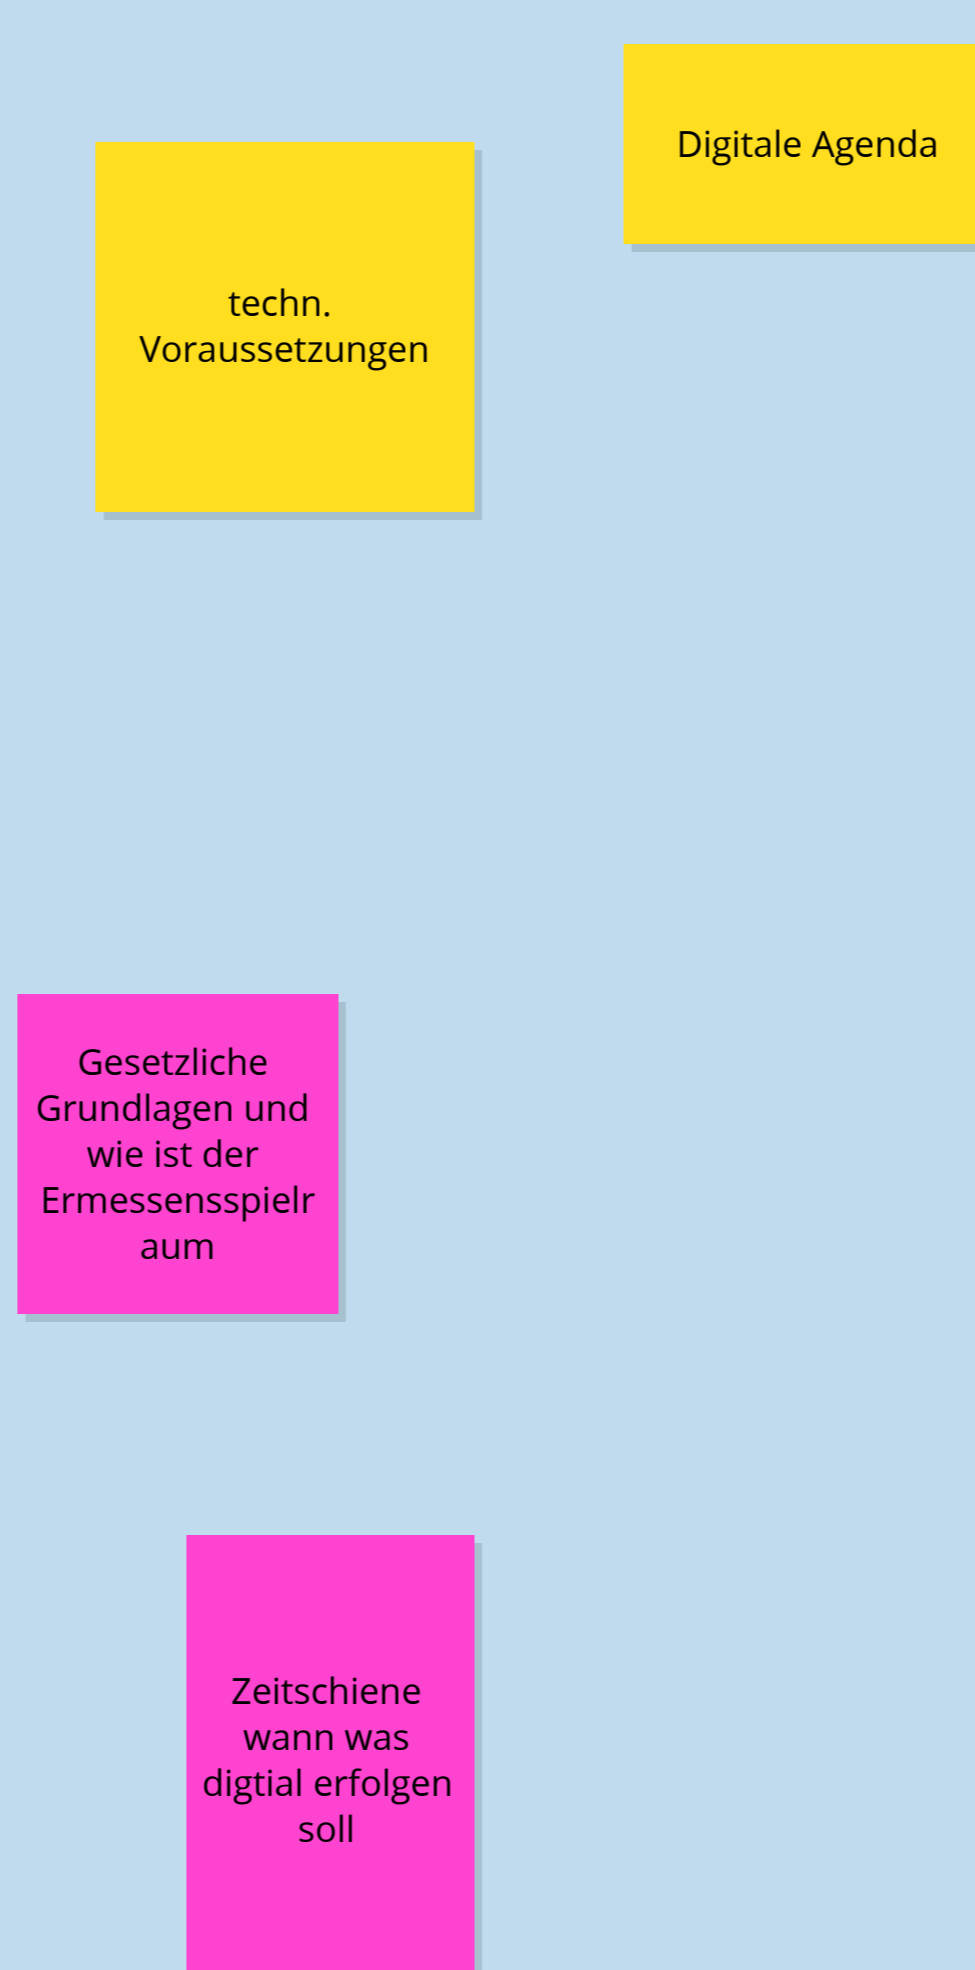 Digitale Agenda
techn.
Voraussetzungen
Gesetzliche
Grundlagen und
wie ist der
Ermessensspielr
aum
Zeitschiene
wann was
digtial erfolgen
soll